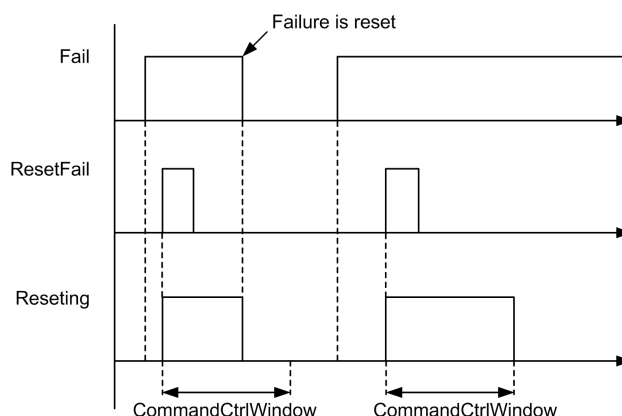 Failure is reset
Fail
ResetFail
Reseting
CommandCtrlWindow
CommandCtrlWindow